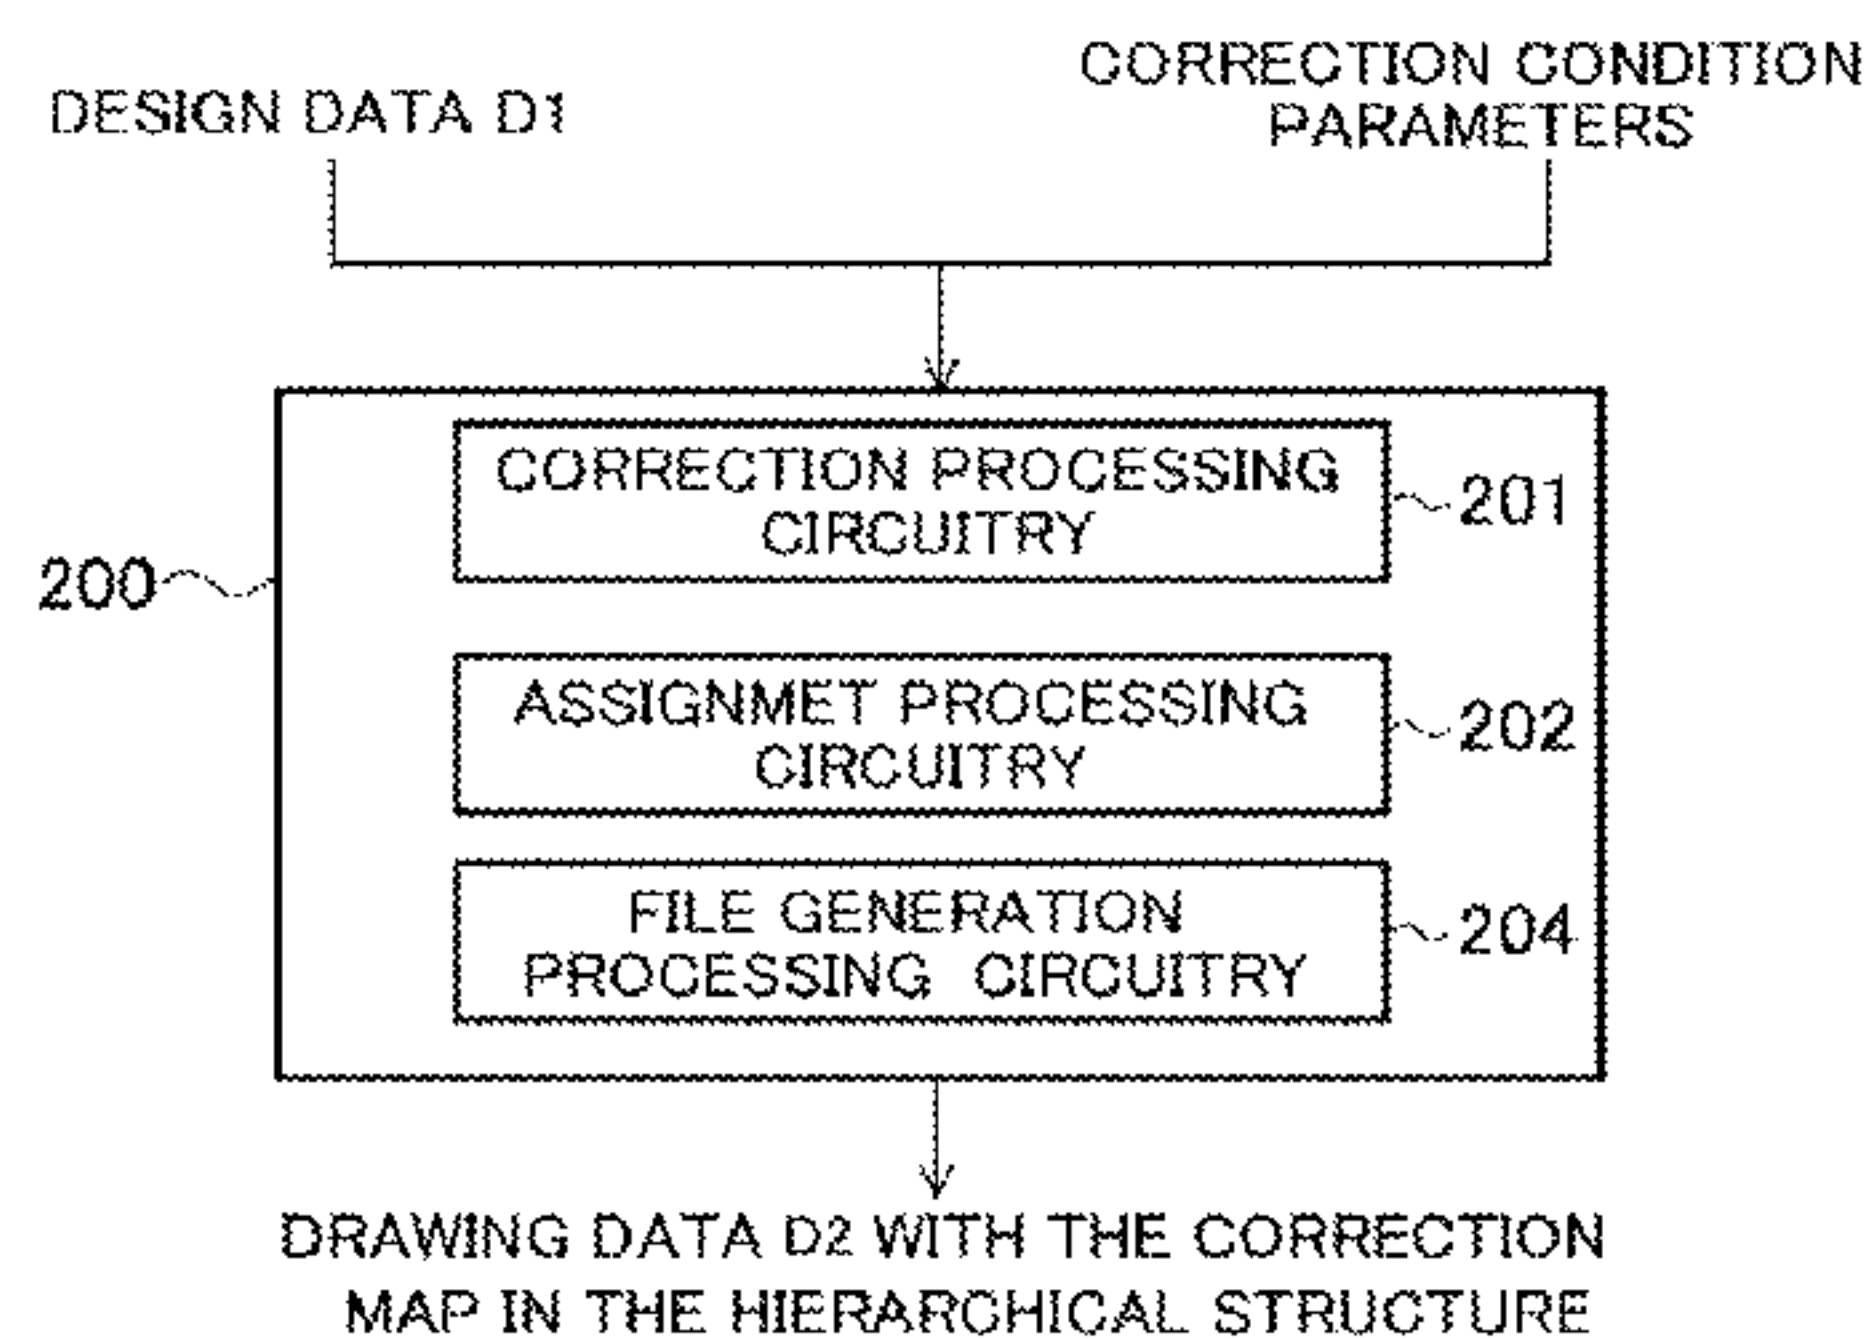 DESIGN DATA D1
CORRECTION CONDITION
PARAMETERS
CORRECTION PROCESSING
CIRCUITRY
201
200
ASSIGNMET PROCESSING
CIRCUITRY
202
FILE GENERATION
PROCESSING CIRCUITRY
204
DRAWING DATA D2 WITH THE CORRECTION
MAP IN THE HIERARCHICAL STRUCTURE